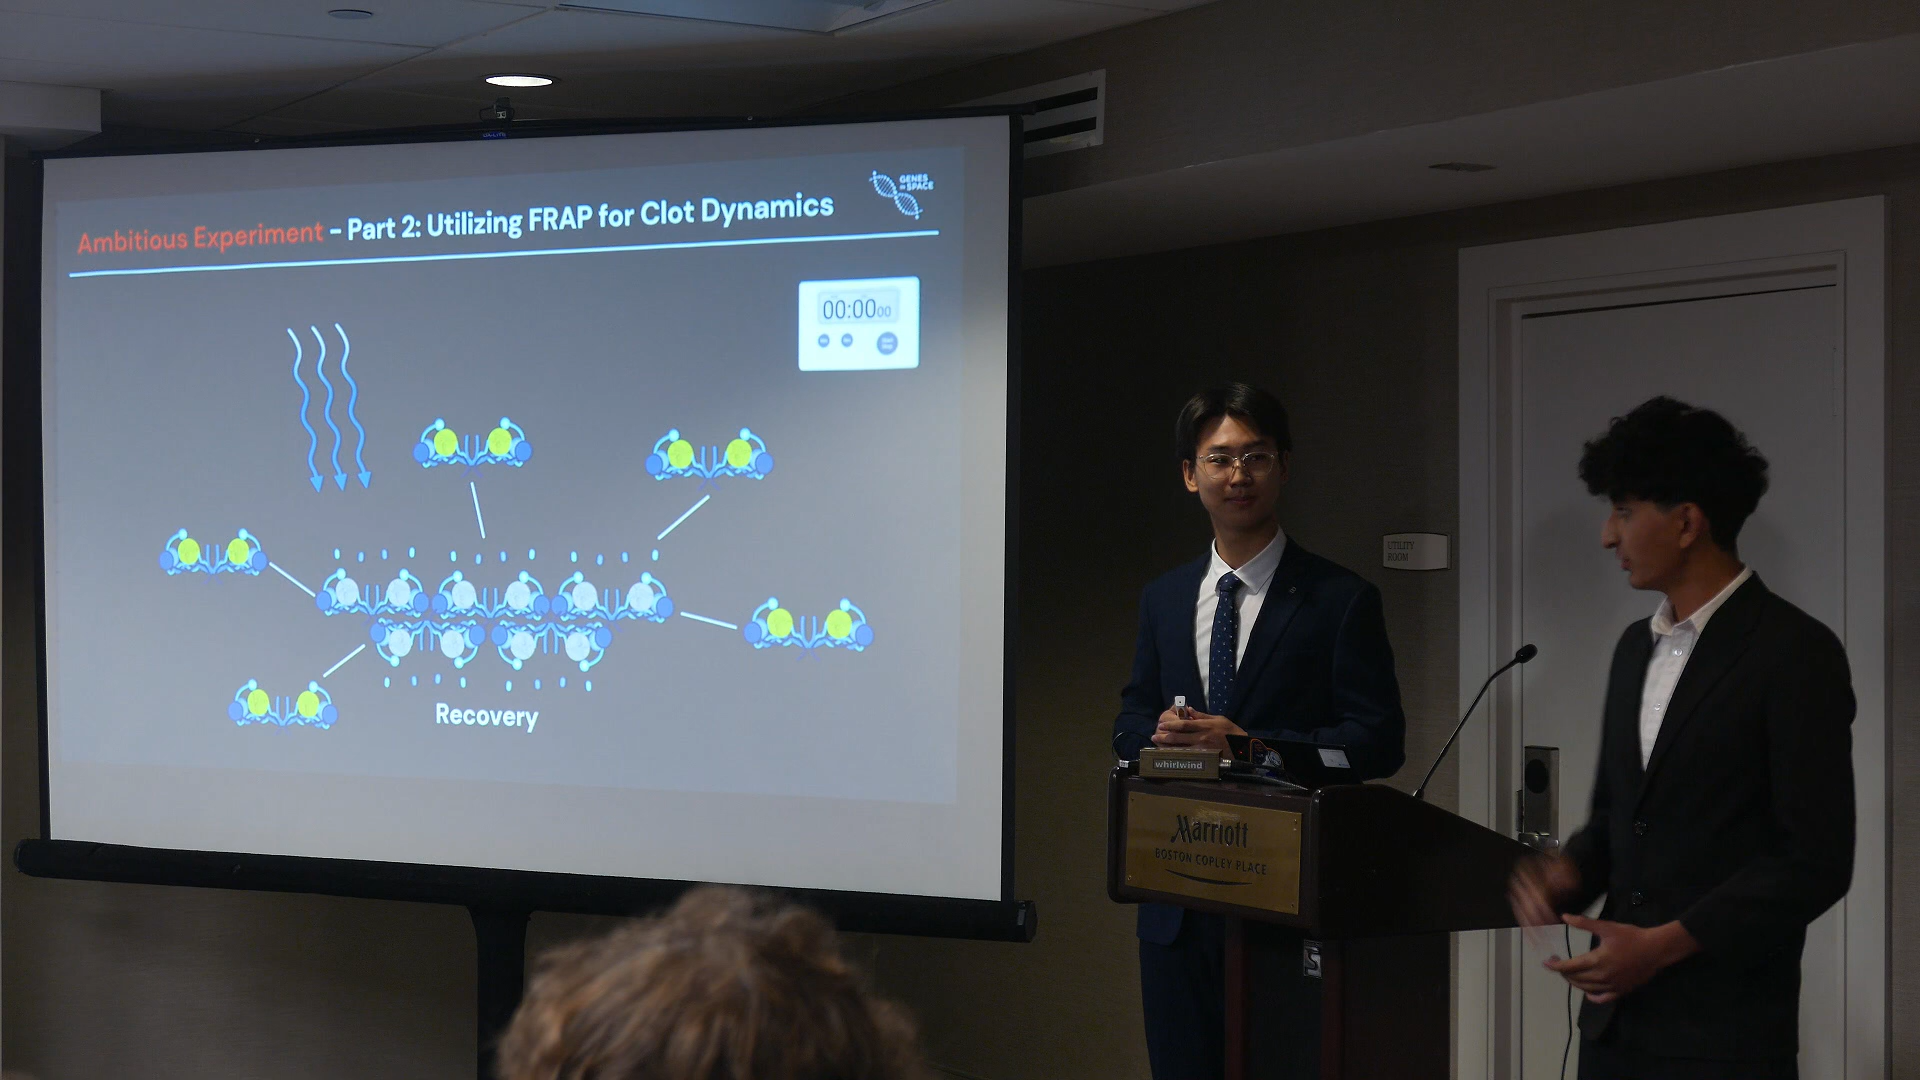 GENES
IN SPACE
Ambitious Experiment - Part 2: Utilizing FRAP for Clot Dynamics
00:00 00
Recovery
UTILITY
ROOM
whirlwind
Marriott
BOSTON COPLEY PLACE